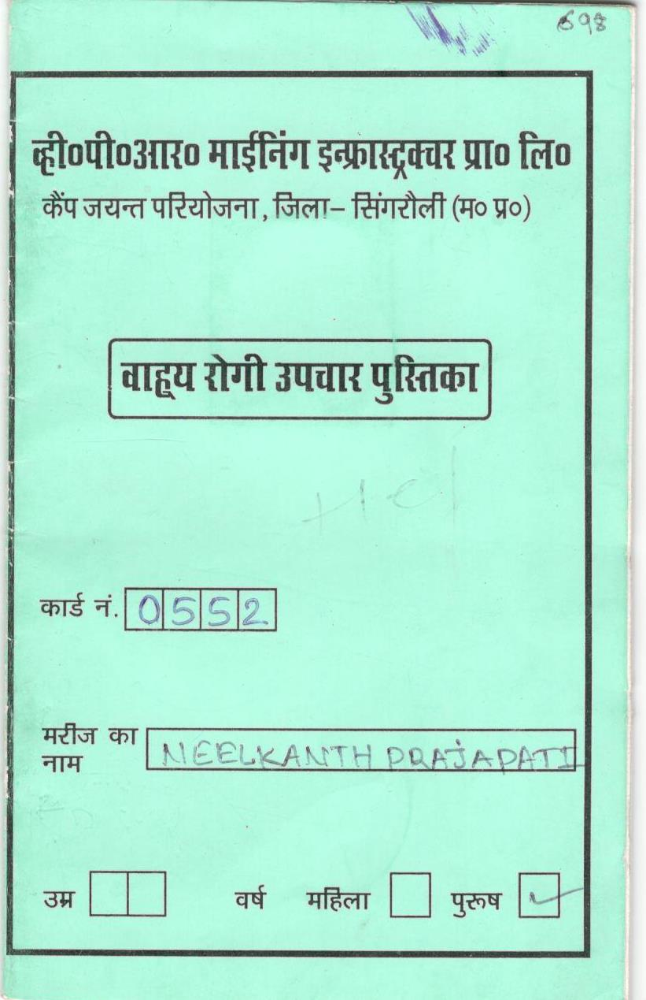 698
व्ही०पी०आर० माईनिंग इन्फ्रास्ट्रक्चर प्रा० लि०
कैंप जयन्त परियोजना, जिला– सिंगरौली (म० प्र०)
वाह्य रोगी उपचार पुस्तिका
कार्ड नं. 0552
मरीज का
नाम NEELKANTH PRAJAPATI
उम्र वर्ष महिला पुरूष ✓